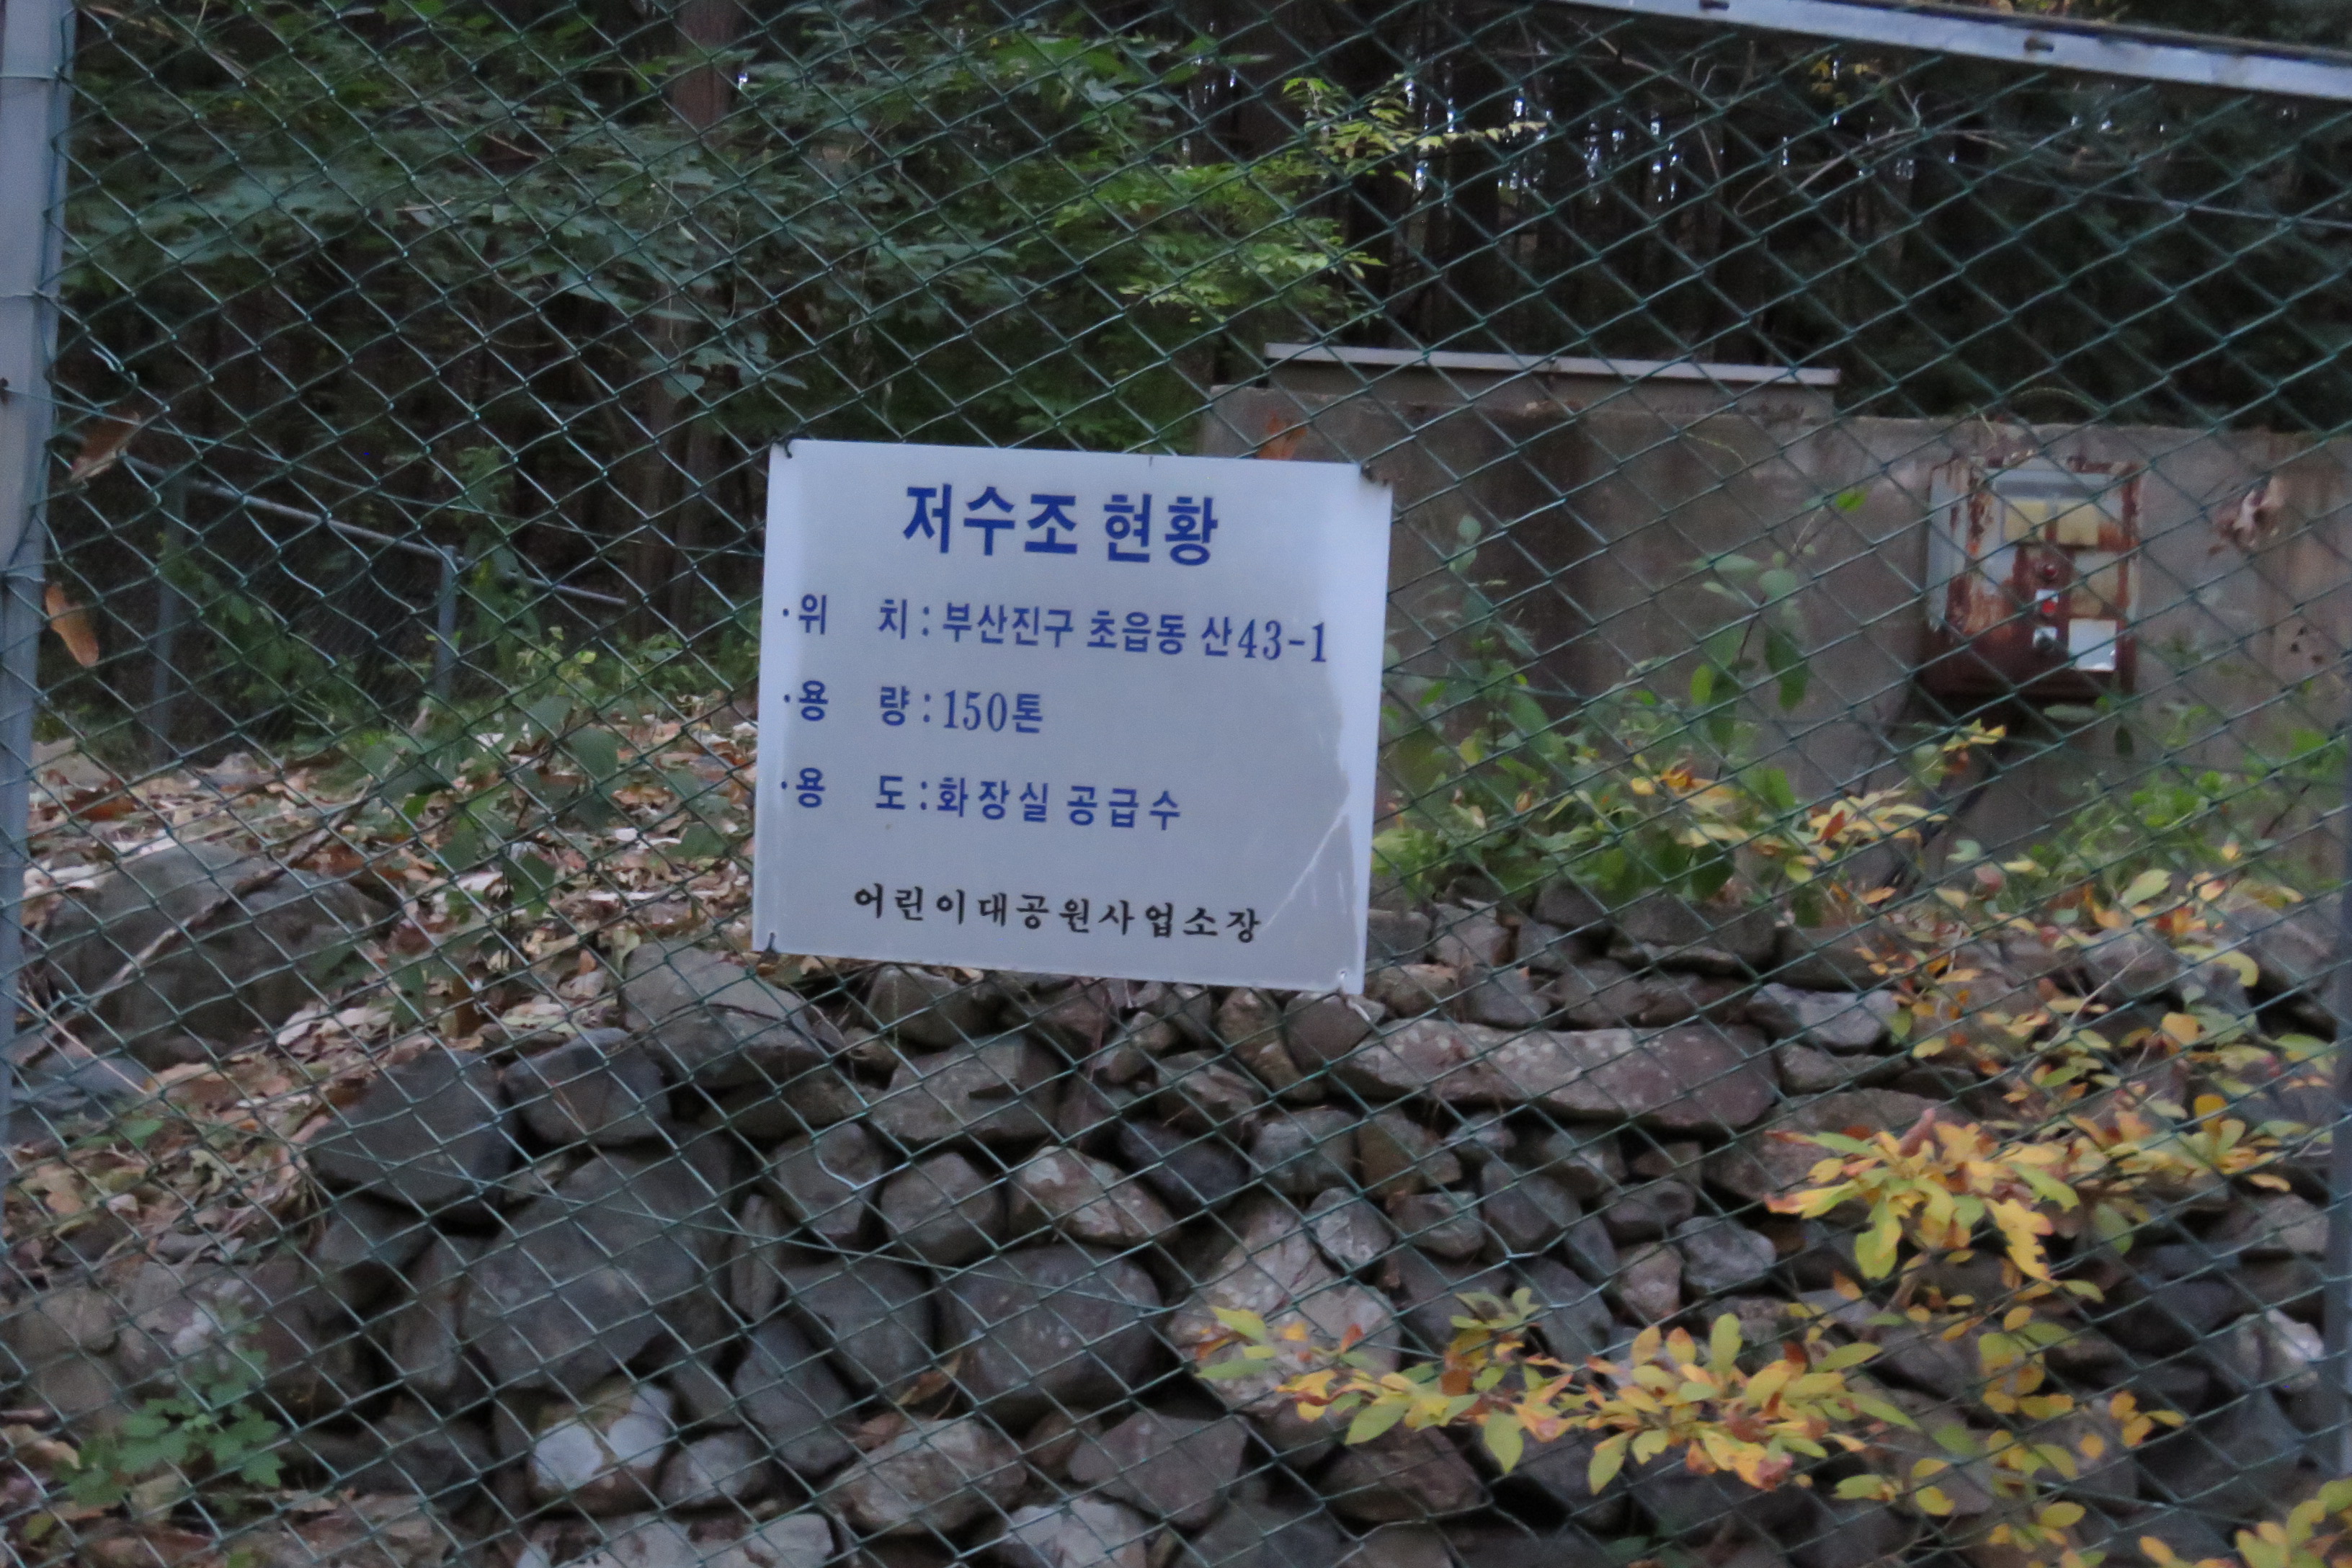 저수조 현황
·위 치 : 부산진구 초읍동 산43-1
·용 량 : 150톤
·용 도 : 화장실 공급수
어린이대공원사업소장